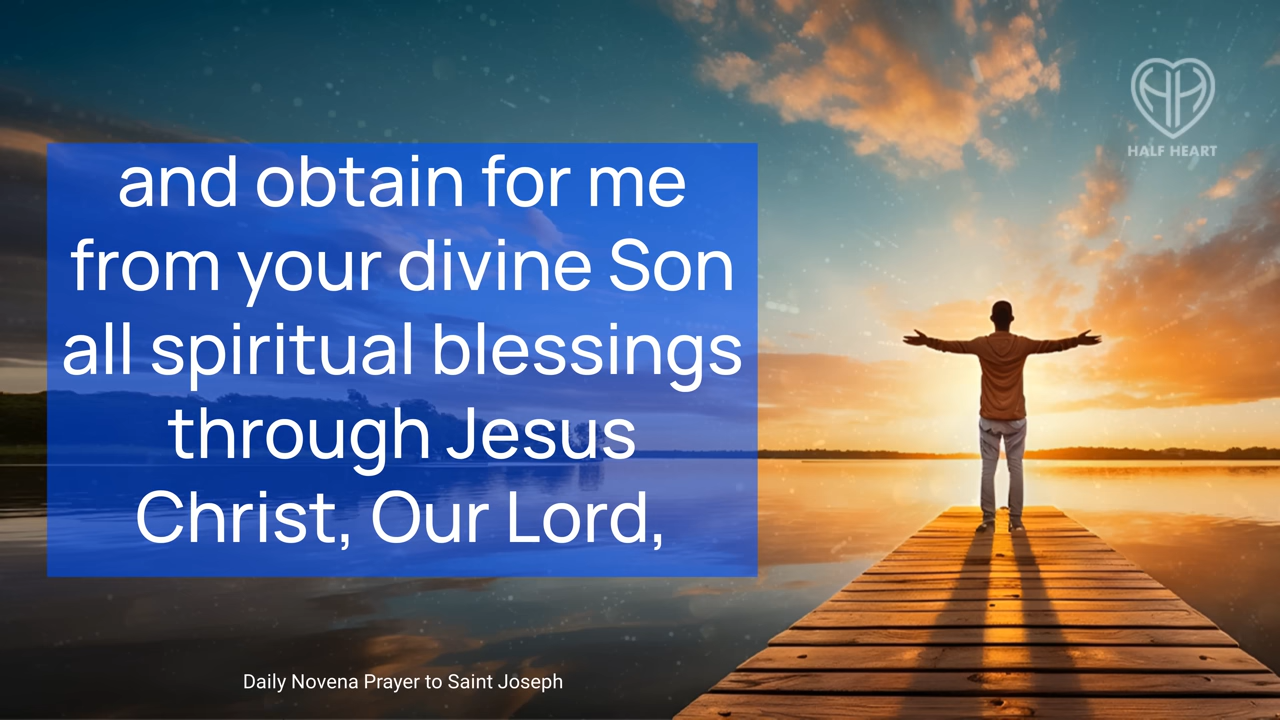 HALF HEART
and obtain for me
from your divine Son
all spiritual blessings
through Jesus
Christ, Our Lord,
Daily Novena Prayer to Saint Joseph